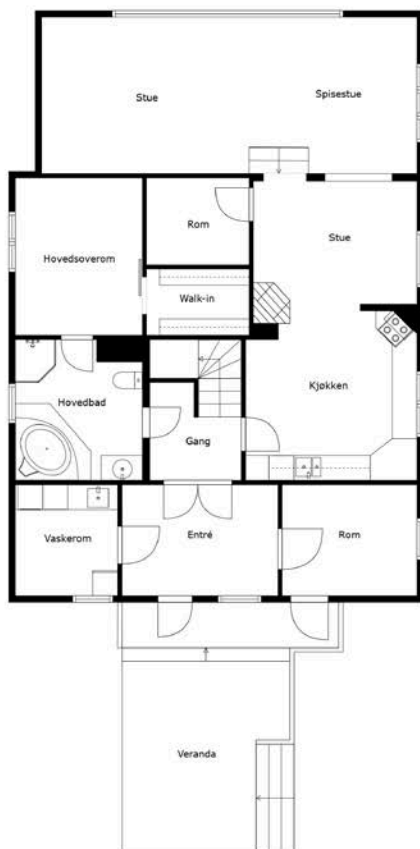 Stue
Spisestue
Rom
Stue
Hovedsoverom
Walk-in
Kjøkken
Hovedbad
Gang
Vaskerom
Entré
Rom
Veranda